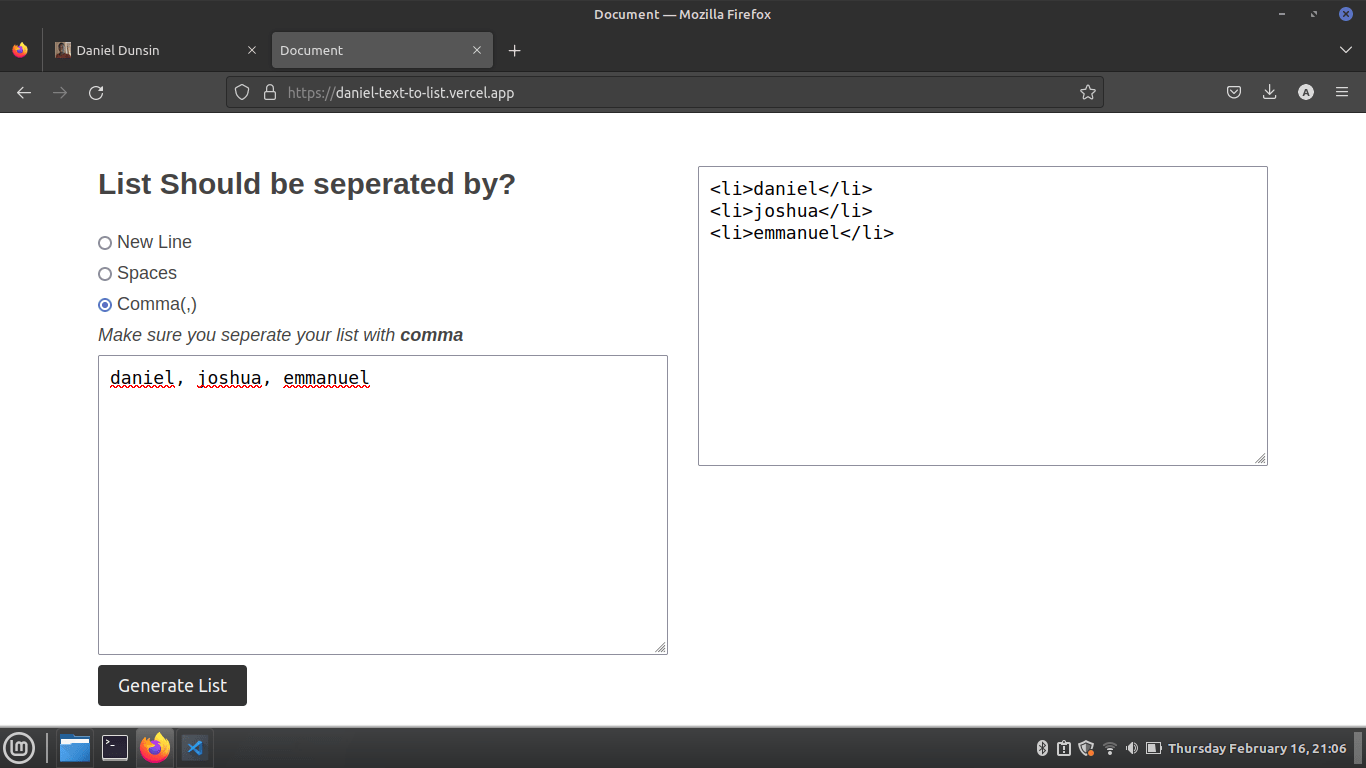 Document — Mozilla Firefox
Daniel Dunsin
Document
https://daniel-text-to-list.vercel.app
A
List Should be seperated by?
New Line
Spaces
Comma(,)
Make sure you seperate your list with comma
daniel, joshua, emmanuel
Generate List
<li>daniel</li>
<li>joshua</li>
<li>emmanuel</li>
Thursday February 16, 21:06